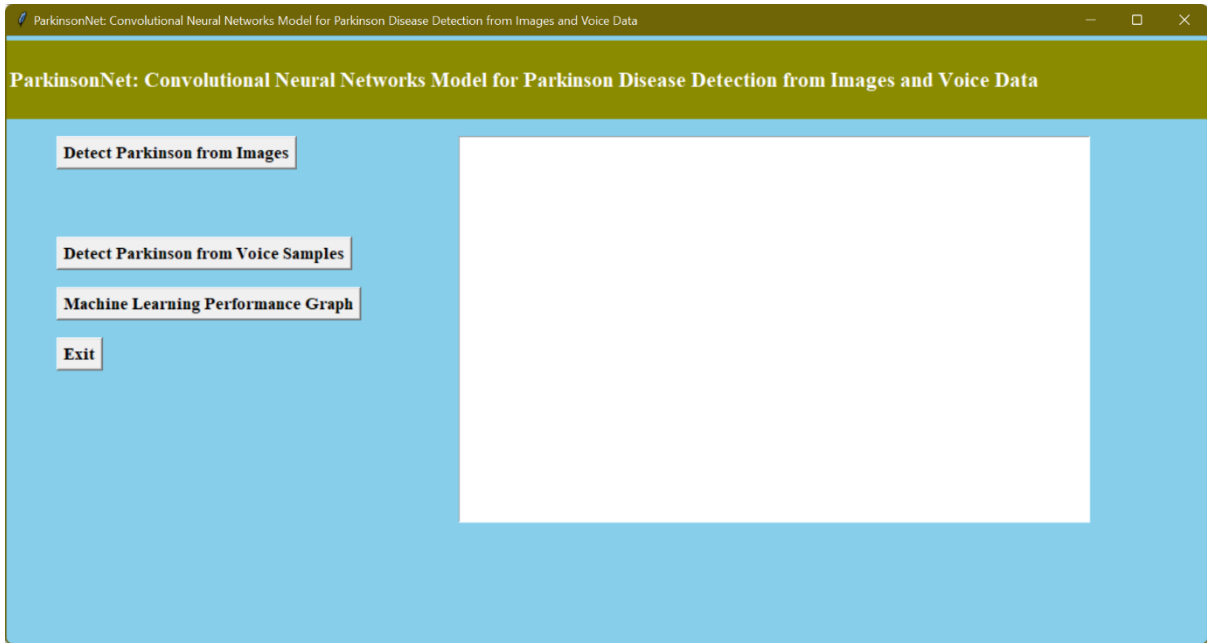 ParkinsonNet: Convolutional Neural Networks Model for Parkinson Disease Detection from Images and Voice Data
ParkinsonNet: Convolutional Neural Networks Model for Parkinson Disease Detection from Images and Voice Data
Detect Parkinson from Images
Detect Parkinson from Voice Samples
Machine Learning Performance Graph
Exit